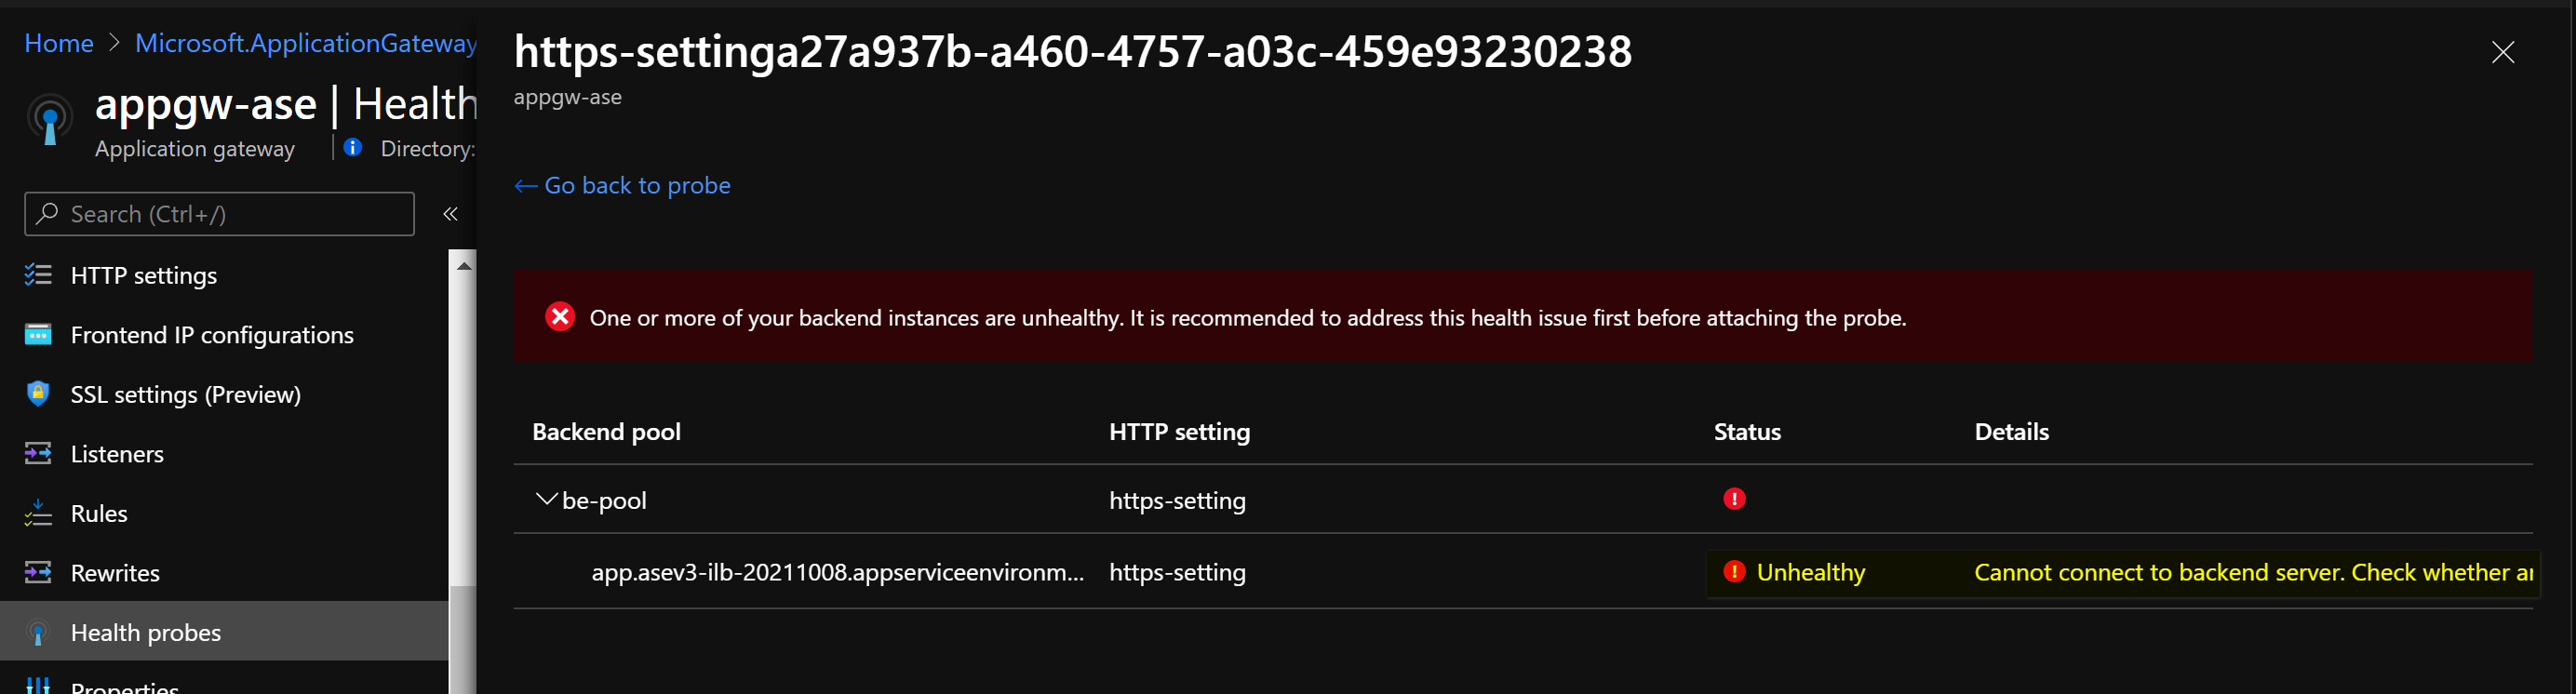 Home > Microsoft.ApplicationGateway
appgw-ase | Health
Application gateway
Directory:
Search (Ctrl+/)
«
HTTP settings
Frontend IP configurations
SSL settings (Preview)
Listeners
Rules
Rewrites
Health probes
Properties
https-settinga27a937b-a460-4757-a03c-459e93230238
appgw-ase
← Go back to probe
One or more of your backend instances are unhealthy. It is recommended to address this health issue first before attaching the probe.
Backend pool HTTP setting Status Details
be-pool https-setting
app.asev3-ilb-20211008.appserviceenvironm... https-setting Unhealthy Cannot connect to backend server. Check whether an